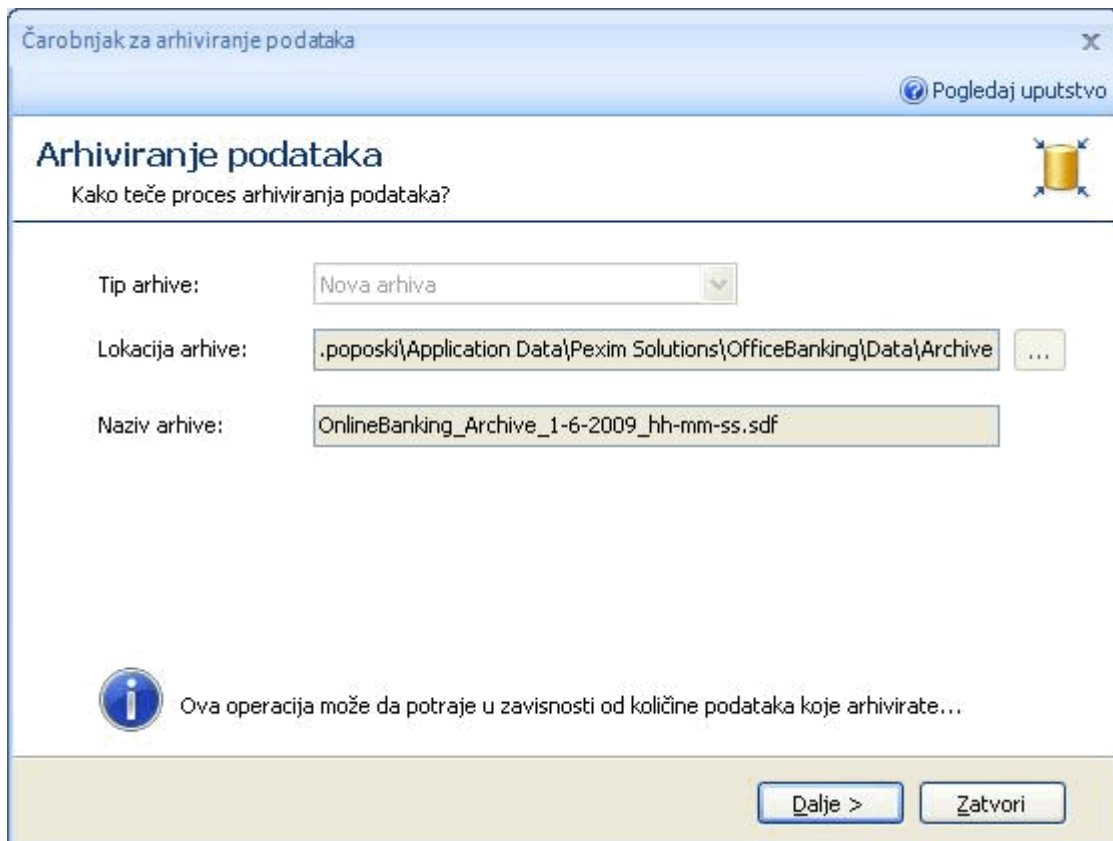 Čarobnjak za arhiviranje podataka
Pogledaj uputstvo
Arhiviranje podataka
Kako teče proces arhiviranja podataka?
Tip arhive: Nova arhiva
Lokacija arhive: .poposki\Application Data\Pexim Solutions\OfficeBanking\Data\Archive ...
Naziv arhive: OnlineBanking_Archive_1-6-2009_hh-mm-ss.sdf
Ova operacija može da potraje u zavisnosti od količine podataka koje arhivirate...
Dalje > Zatvori